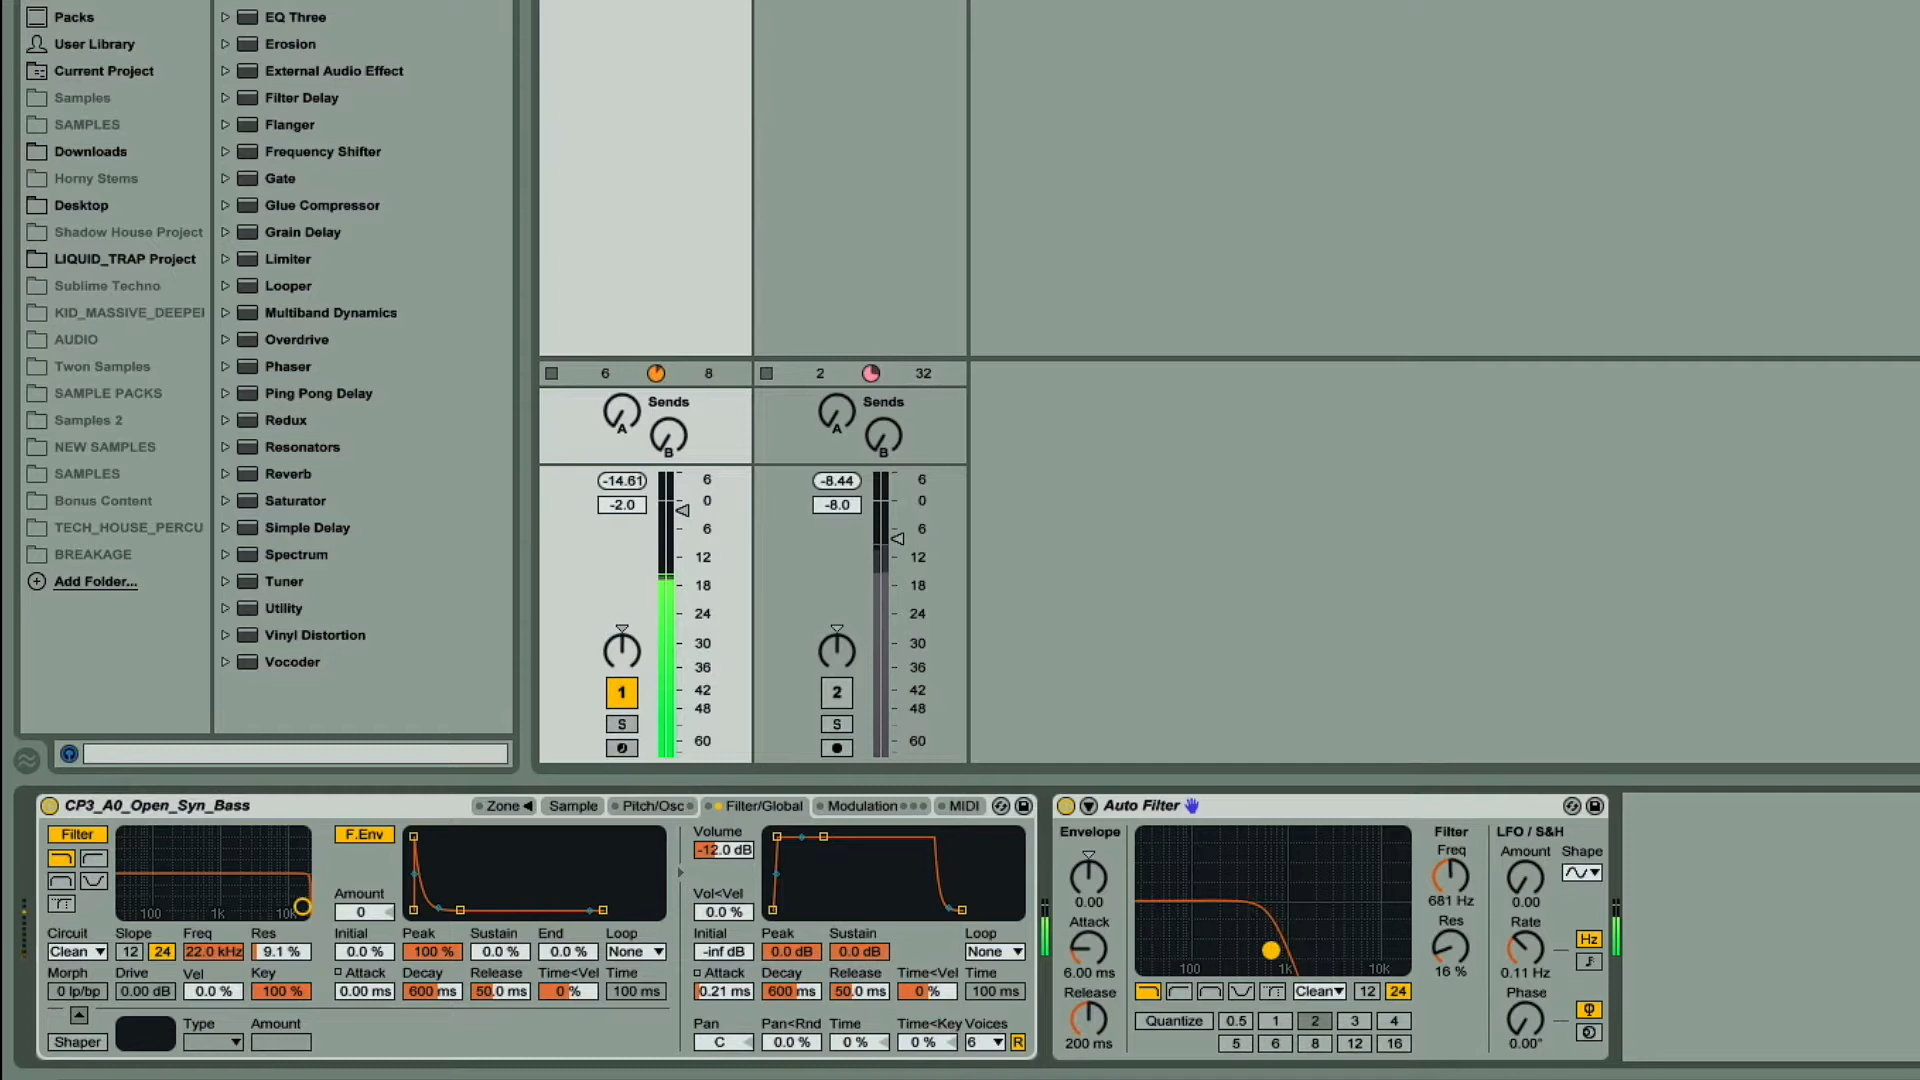 Packs
User Library
Current Project
Samples
SAMPLES
Downloads
Horny Stems
Desktop
Shadow House Project
LIQUID_TRAP Project
Sublime Techno
KID_MASSIVE_DEEPEI
AUDIO
Twon Samples
SAMPLE PACKS
Samples 2
NEW SAMPLES
SAMPLES
Bonus Content
TECH_HOUSE_PERCU
BREAKAGE
Add Folder...
EQ Three
Erosion
External Audio Effect
Filter Delay
Flanger
Frequency Shifter
Gate
Glue Compressor
Grain Delay
Limiter
Looper
Multiband Dynamics
Overdrive
Phaser
Ping Pong Delay
Redux
Resonators
Reverb
Saturator
Simple Delay
Spectrum
Tuner
Utility
Vinyl Distortion
Vocoder
6 8 2 32
Sends Sends
A A
B B
-14.61 6 -8.44 6
-2.0 0 -8.0 0
6 6
12 12
18 18
24 24
30 30
36 36
1 42 2 42
48 48
S S
60 60
CP3_A0_Open_Syn_Bass Zone Sample Pitch/Osc Filter/Global Modulation MIDI
Filter F.Env Volume
-12.0 dB
Amount Vol<Vel
0 0.0 %
100 1k 10k
Circuit Slope Freq Res Initial Peak Sustain End Loop Initial Peak Sustain Loop
Clean 12 24 22.0 kHz 9.1 % 0.0 % 100 % 0.0 % 0.0 % None -inf dB 0.0 dB 0.0 dB None
Morph Drive Vel Key Attack Decay Release Time<Vel Time Attack Decay Release Time<Vel Time
0 lp/bp 0.00 dB 0.0 % 100 % 0.00 ms 600 ms 50.0 ms 0 % 100 ms 0.21 ms 600 ms 50.0 ms 0 % 100 ms
Type Amount Pan Pan<Rnd Time Time<Key Voices
Shaper C 0.0 % 0 % 0 % 6 R
Auto Filter
Envelope Filter LFO / S&H
Freq Amount Shape
0.00 681 Hz 0.00
Attack Res Rate
Hz
6.00 ms 100 1k 10k 16 % 0.11 Hz
Release Clean 12 24 Phase
Quantize 0.5 1 2 3 4
200 ms 5 6 8 12 16 0.00°